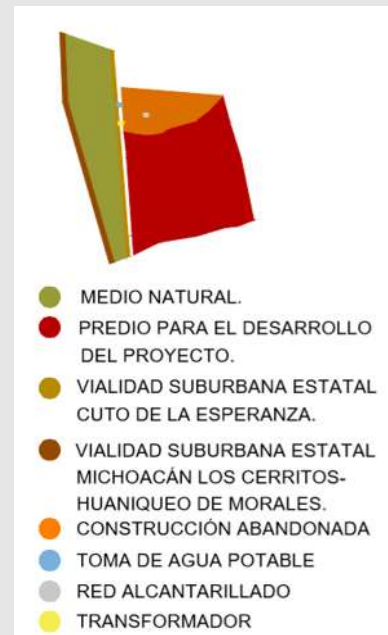 MEDIO NATURAL.
PREDIO PARA EL DESARROLLO
DEL PROYECTO.
VIALIDAD SUBURBANA ESTATAL
CUTO DE LA ESPERANZA.
VIALIDAD SUBURBANA ESTATAL
MICHOACÁN LOS CERRITOS-
HUANIQUEO DE MORALES.
CONSTRUCCIÓN ABANDONADA
TOMA DE AGUA POTABLE
RED ALCANTARILLADO
TRANSFORMADOR